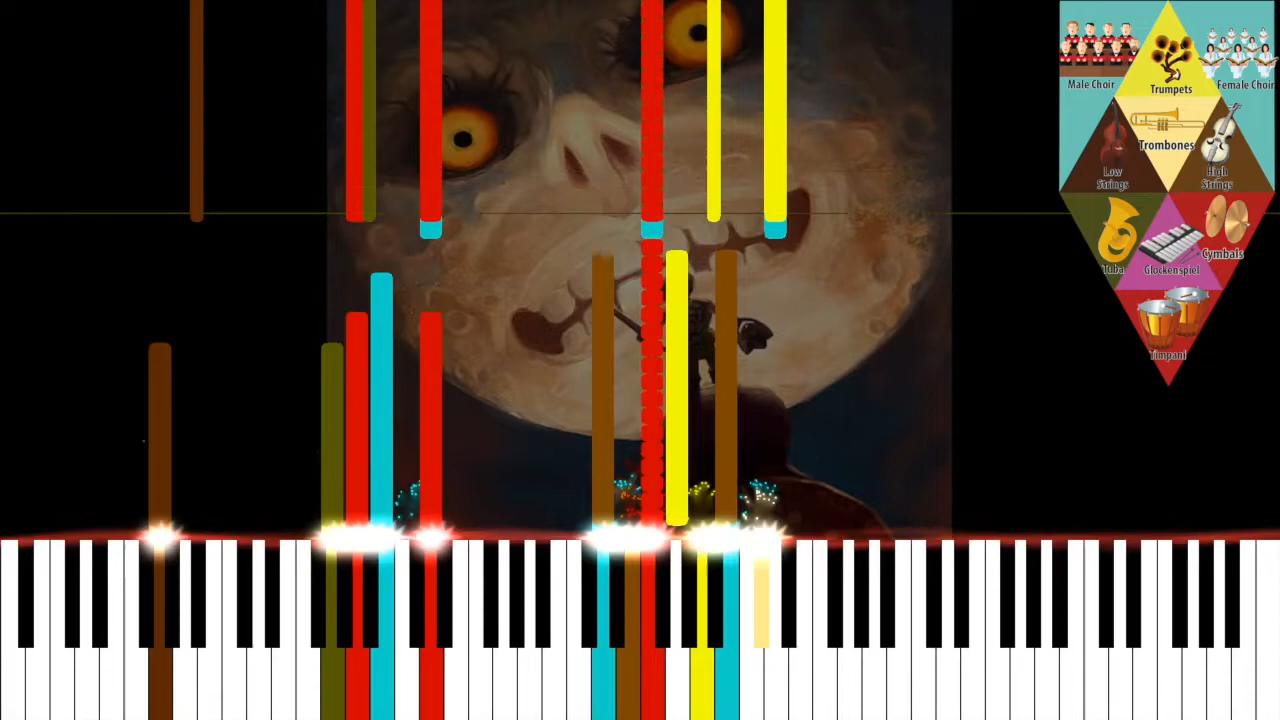 Male Choir
Trumpets
Female Choir
Trombones
Low
Strings
High
Strings
Tuba
Glockenspiel
Cymbals
Timpani